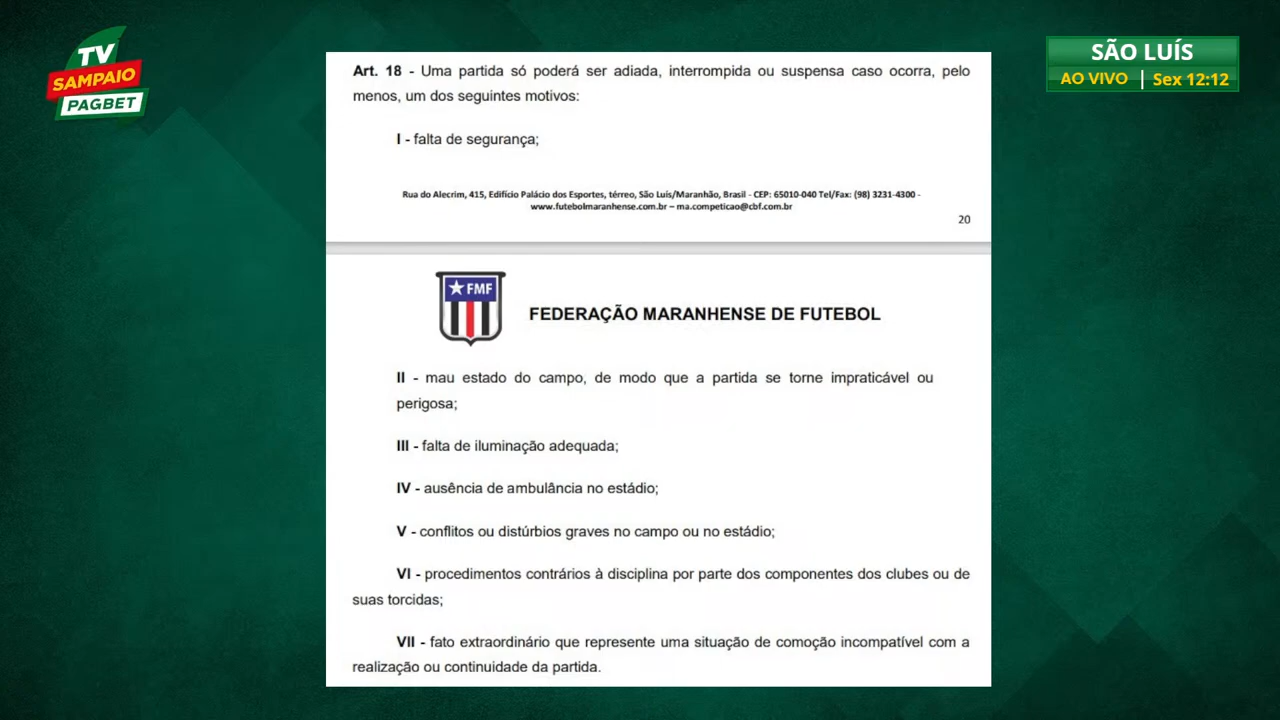 TV
SAMPAIO
PAGBET
SÃO LUÍS
AO VIVO | Sex 12:12
Art. 18 - Uma partida só poderá ser adiada, interrompida ou suspensa caso ocorra, pelo
menos, um dos seguintes motivos:
I - falta de segurança;
Rua do Alecrim, 415, Edifício Palácio dos Esportes, térreo, São Luís/Maranhão, Brasil - CEP: 65010-040 Tel/Fax: (98) 3231-4300 -
www.futebolmaranhense.com.br – ma.competicao@cbf.com.br
20
FMF
FEDERAÇÃO MARANHENSE DE FUTEBOL
II - mau estado do campo, de modo que a partida se torne impraticável ou
perigosa;
III - falta de iluminação adequada;
IV - ausência de ambulância no estádio;
V - conflitos ou distúrbios graves no campo ou no estádio;
VI - procedimentos contrários à disciplina por parte dos componentes dos clubes ou de
suas torcidas;
VII - fato extraordinário que represente uma situação de comoção incompatível com a
realização ou continuidade da partida.